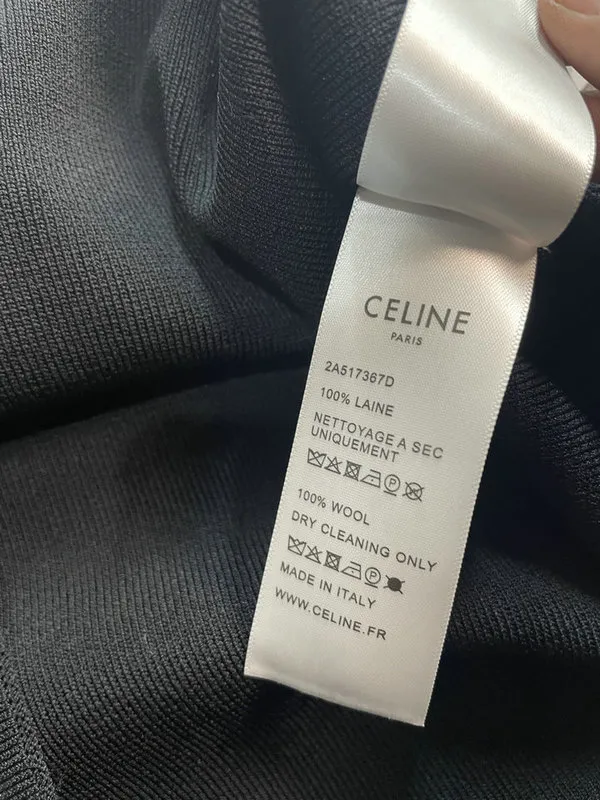 CELINE
PARIS
2A517367D
100% LAINE
NETTOYAGE A SEC
UNIQUEMENT
P
100% WOOL
DRY CLEANING ONLY
P
MADE IN ITALY
WWW.CELINE.FR